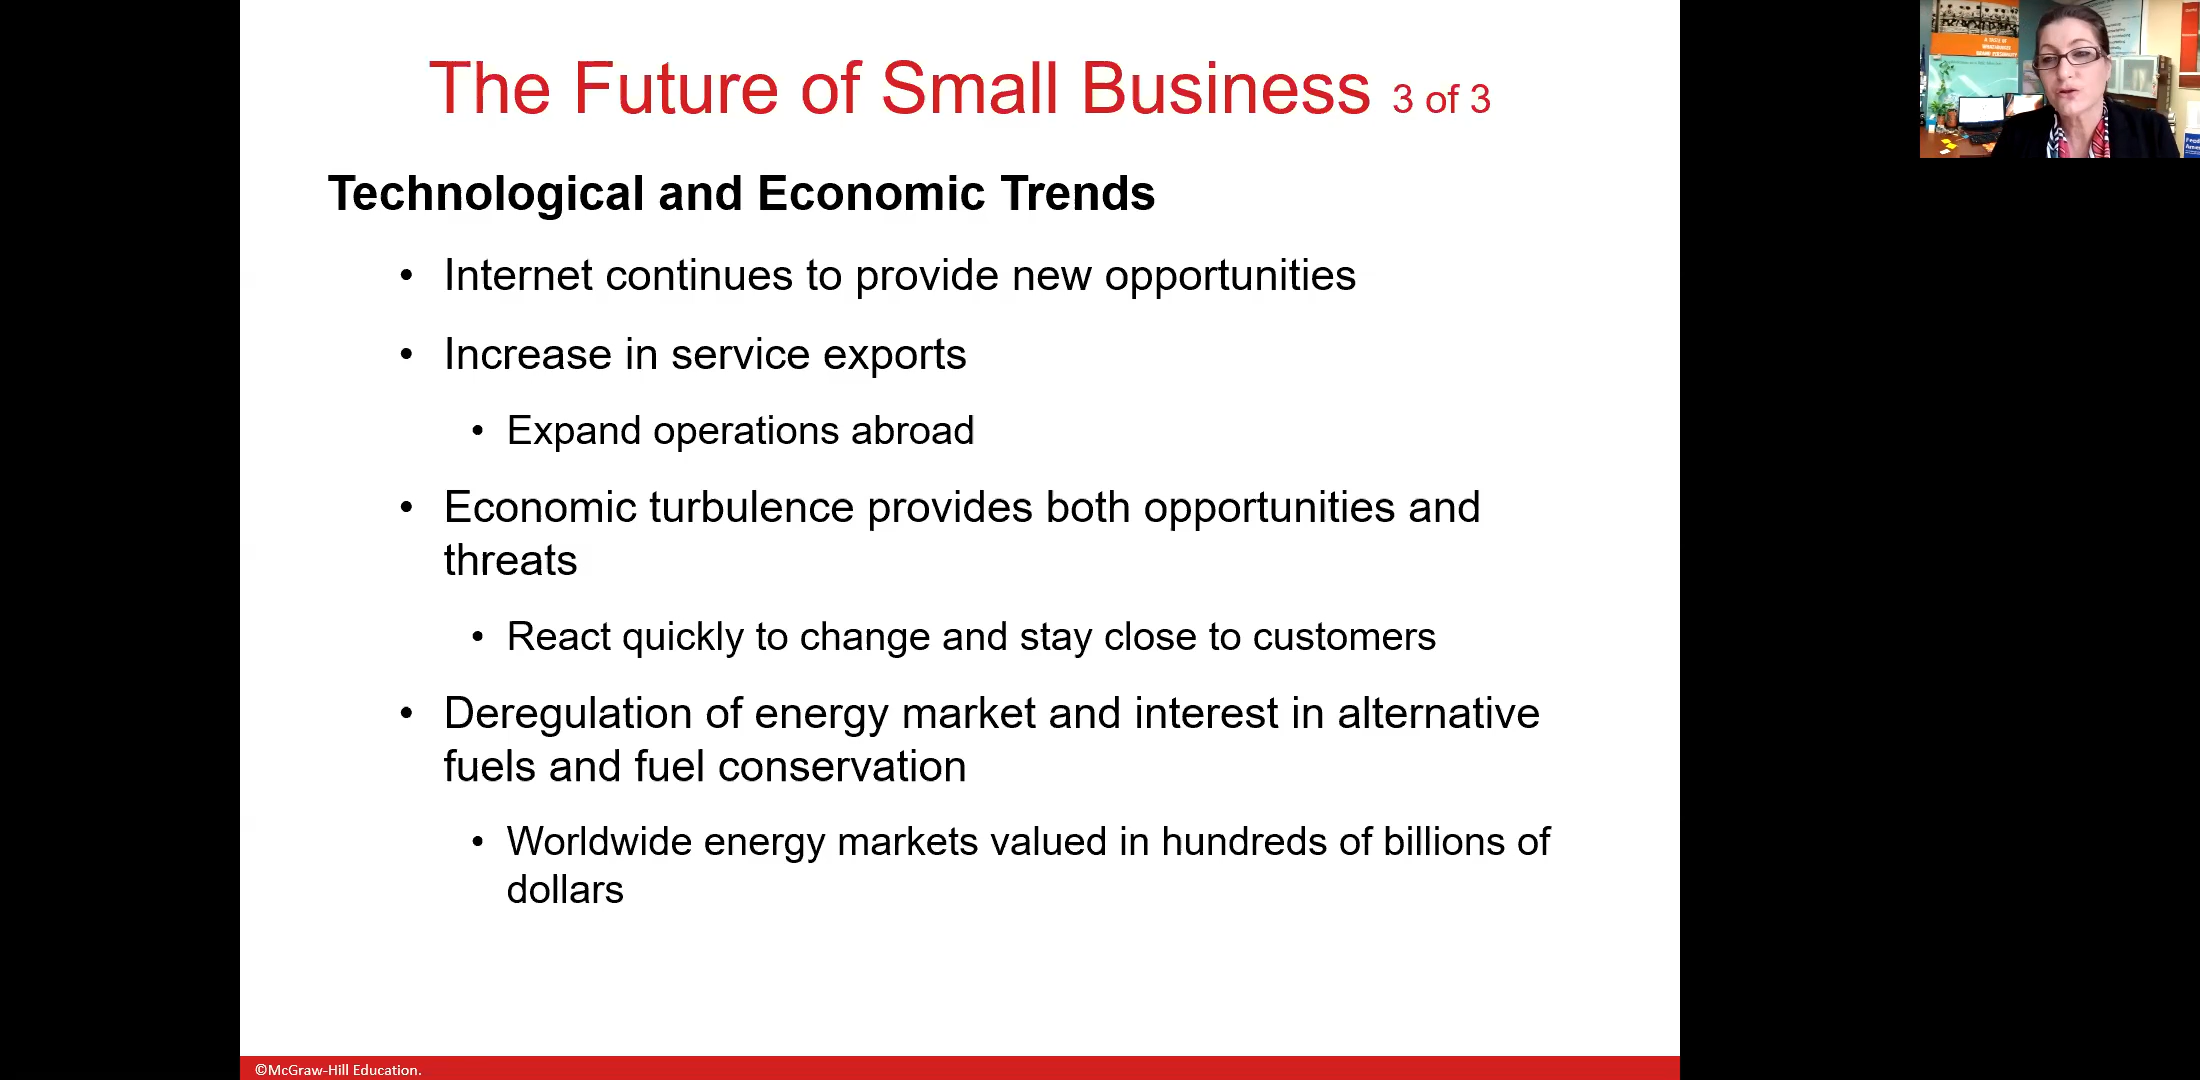 The Future of Small Business 3 of 3
Technological and Economic Trends
• Internet continues to provide new opportunities
• Increase in service exports
• Expand operations abroad
• Economic turbulence provides both opportunities and
threats
• React quickly to change and stay close to customers
• Deregulation of energy market and interest in alternative
fuels and fuel conservation
• Worldwide energy markets valued in hundreds of billions of
dollars
©McGraw-Hill Education.